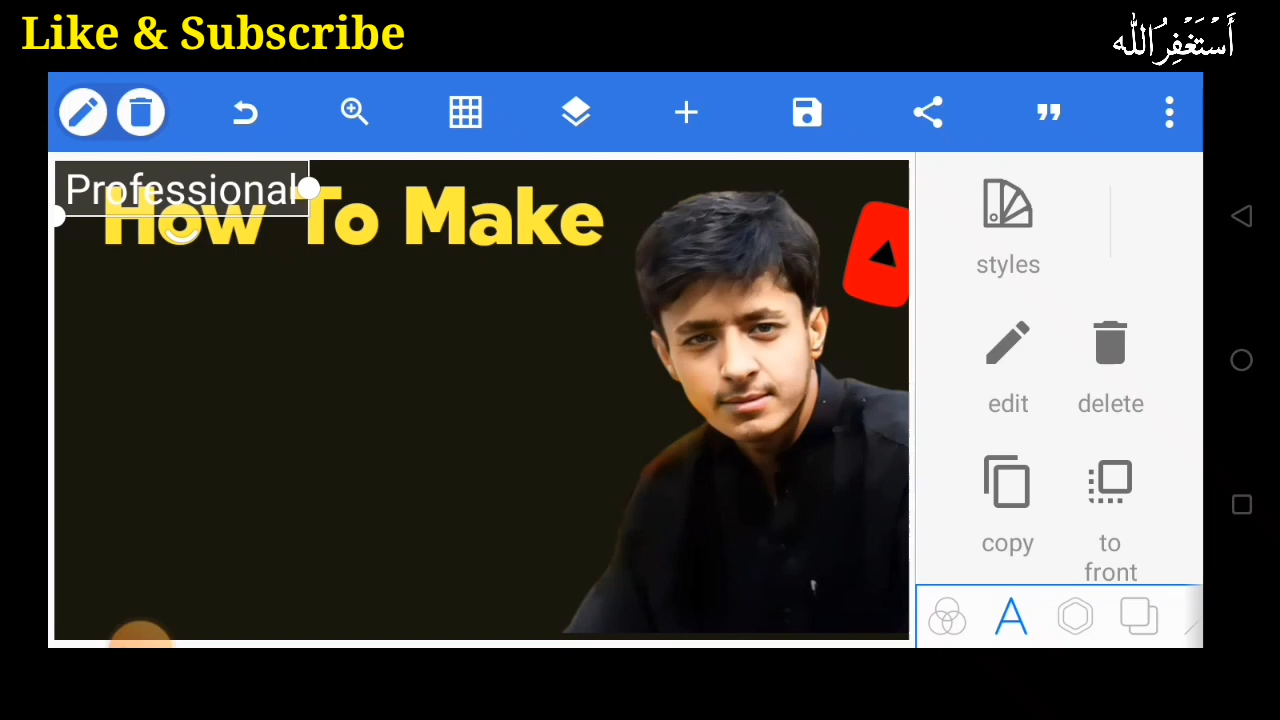 Like & Subscribe
أَسْتَغْفِرُاللّٰه
Professional
How To Make
styles
edit
delete
copy
to
front